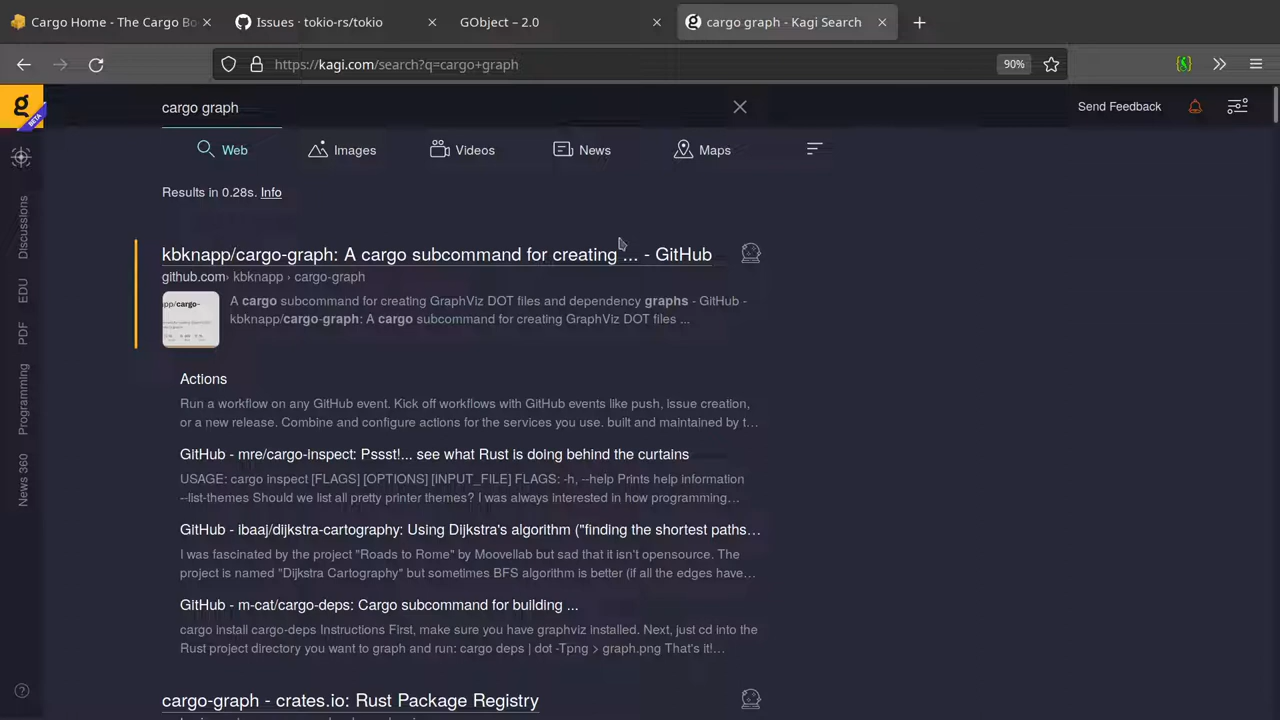 Cargo Home - The Cargo Bo
Issues · tokio-rs/tokio
GObject – 2.0
cargo graph - Kagi Search
https://kagi.com/search?q=cargo+graph
90%
g
BETA
cargo graph
Send Feedback
Web
Images
Videos
News
Maps
Results in 0.28s. Info
Discussions
EDU
PDF
Programming
News 360
kbknapp/cargo-graph: A cargo subcommand for creating ... - GitHub
github.com› kbknapp › cargo-graph
A cargo subcommand for creating GraphViz DOT files and dependency graphs - GitHub -
kbknapp/cargo-graph: A cargo subcommand for creating GraphViz DOT files ...
Actions
Run a workflow on any GitHub event. Kick off workflows with GitHub events like push, issue creation,
or a new release. Combine and configure actions for the services you use. built and maintained by t…
GitHub - mre/cargo-inspect: Pssst!... see what Rust is doing behind the curtains
USAGE: cargo inspect [FLAGS] [OPTIONS] [INPUT_FILE] FLAGS: -h, --help Prints help information
--list-themes Should we list all pretty printer themes? I was always interested in how programming…
GitHub - ibaaj/dijkstra-cartography: Using Dijkstra's algorithm ("finding the shortest paths…
I was fascinated by the project "Roads to Rome" by Moovellab but sad that it isn't opensource. The
project is named "Dijkstra Cartography" but sometimes BFS algorithm is better (if all the edges have…
GitHub - m-cat/cargo-deps: Cargo subcommand for building ...
cargo install cargo-deps Instructions First, make sure you have graphviz installed. Next, just cd into the
Rust project directory you want to graph and run: cargo deps | dot -Tpng > graph.png That's it!…
cargo-graph - crates.io: Rust Package Registry